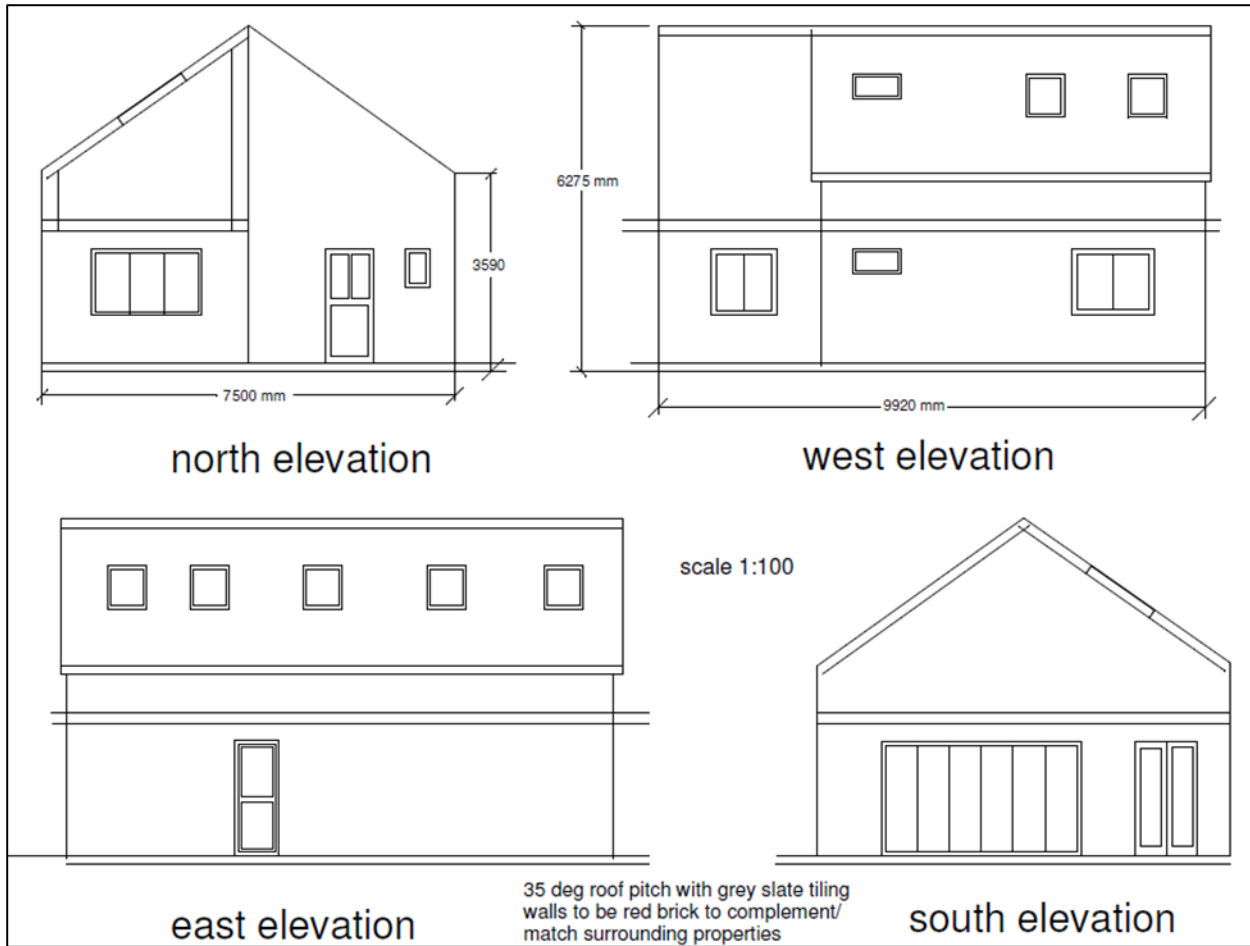 6275 mm
3590
7500 mm
9920 mm
north elevation
west elevation
scale 1:100
35 deg roof pitch with grey slate tiling
walls to be red brick to complement/
match surrounding properties
east elevation
south elevation